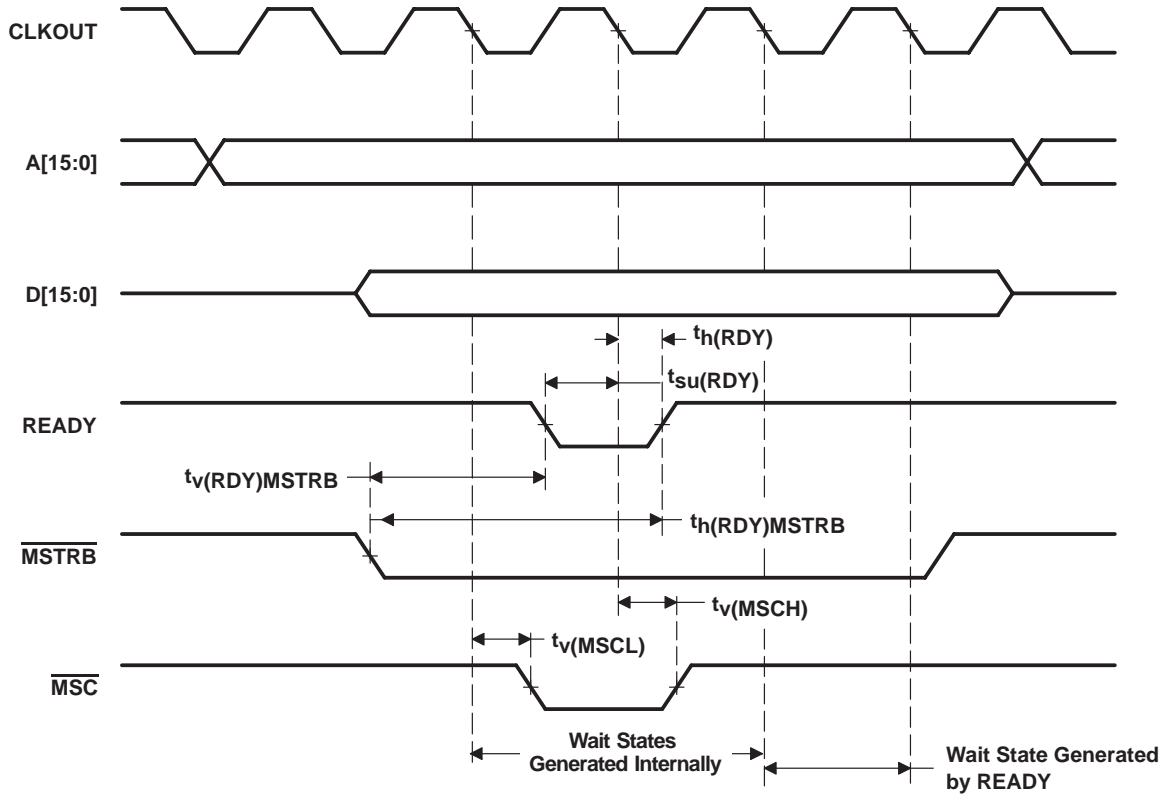 CLKOUT
A[15:0]
D[15:0]
th(RDY)
tsu(RDY)
READY
tv(RDY)MSTRB
th(RDY)MSTRB
MSTRB
tv(MSCH)
tv(MSCL)
MSC
Wait States
Generated Internally
Wait State Generated
by READY